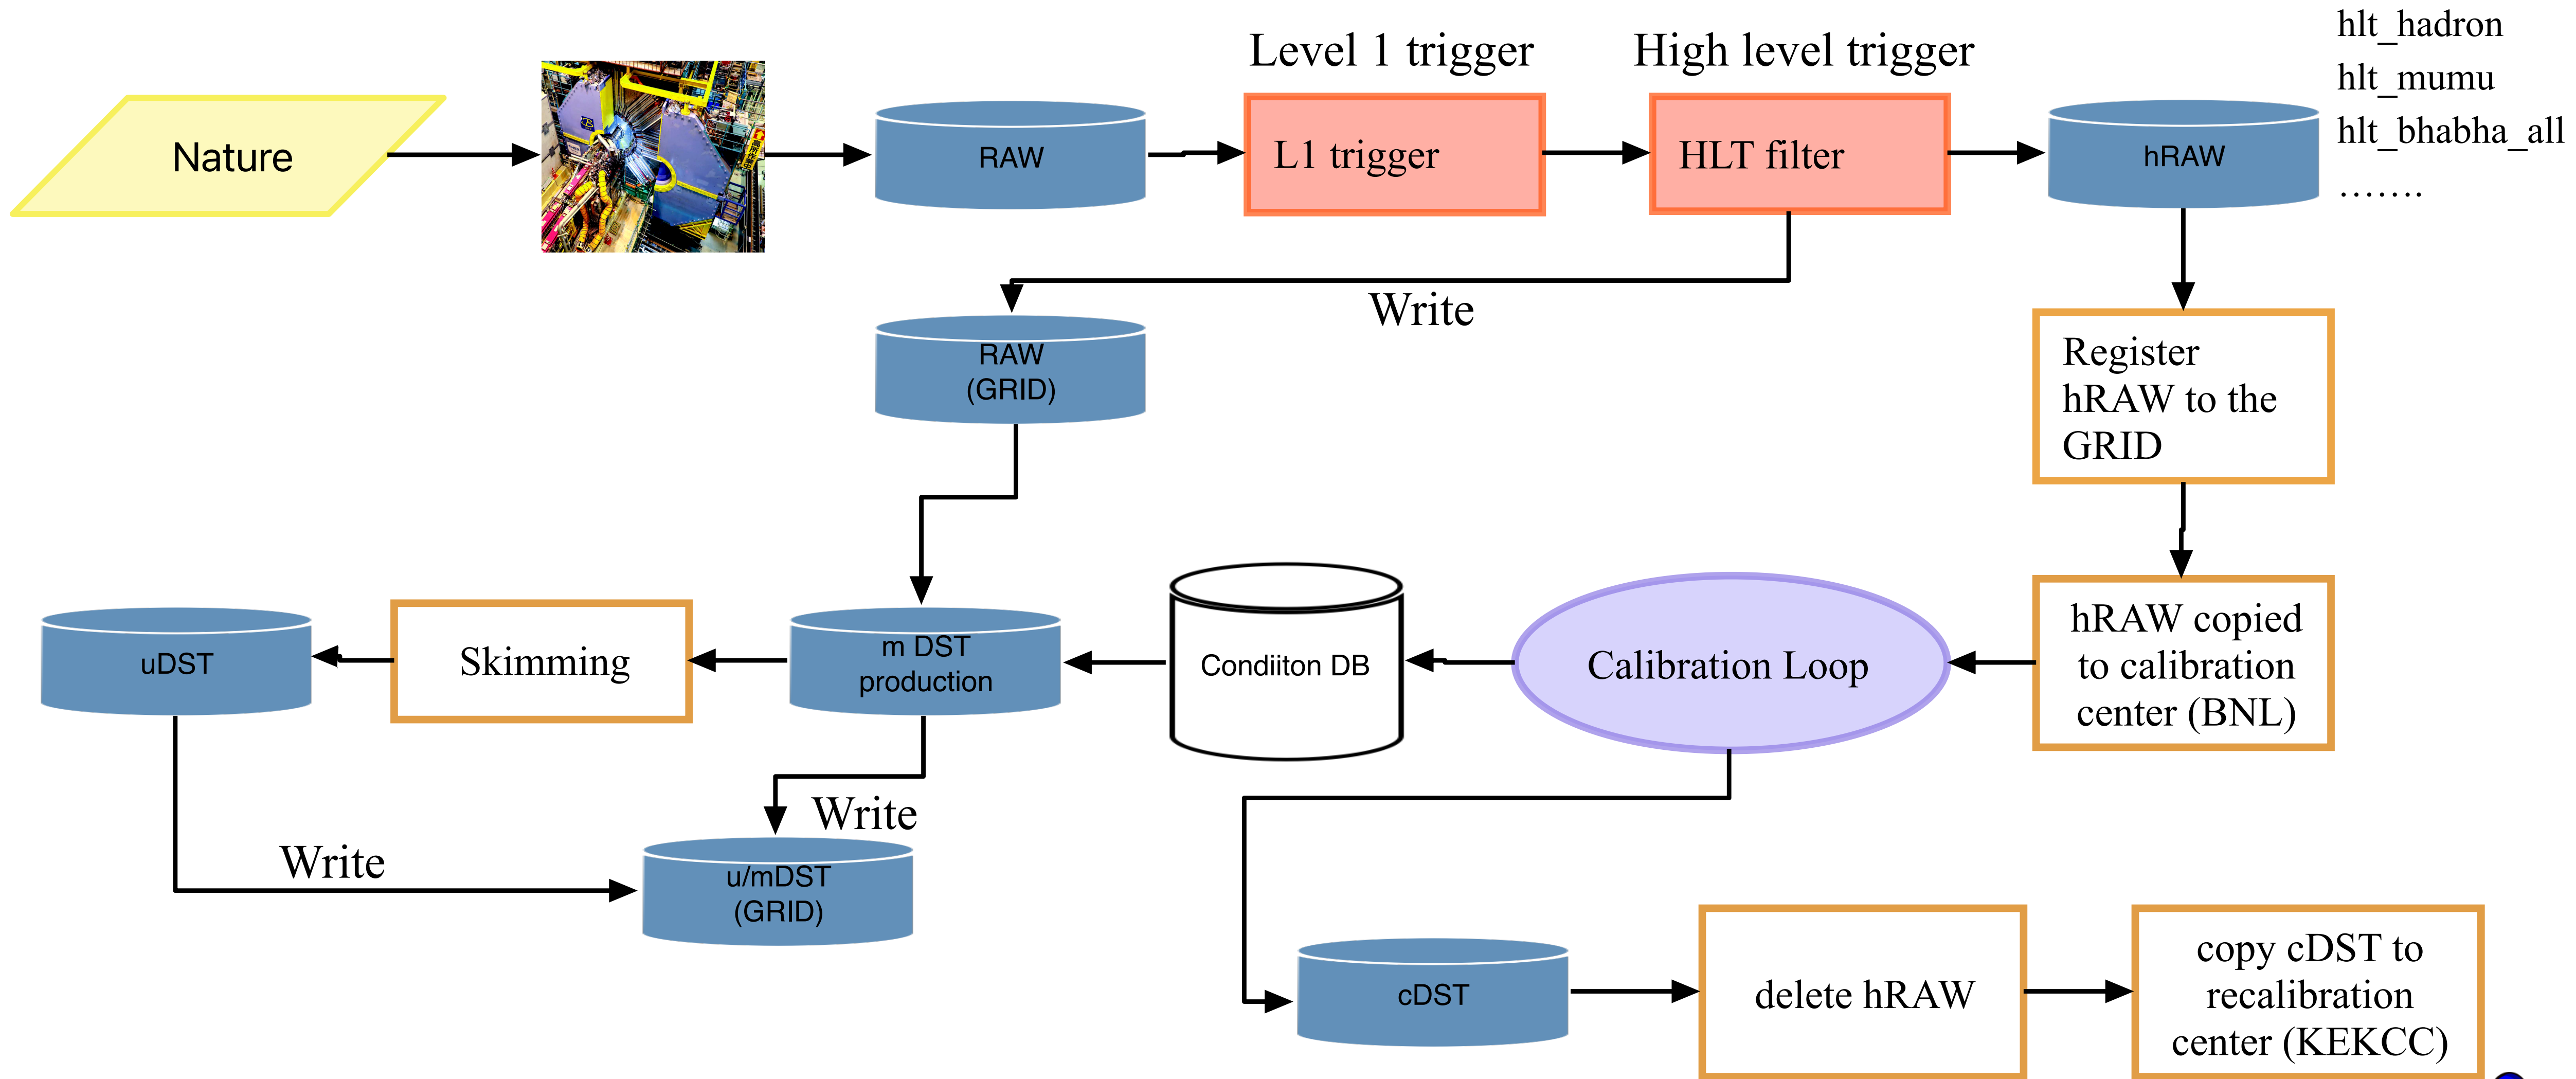 hlt_hadron
Level 1 trigger
High level trigger
hlt_mumu
hlt_bhabha_all
.......
Nature
RAW
L1 trigger
HLT filter
hRAW
Write
RAW
(GRID)
Register
hRAW to the
GRID
uDST
Skimming
m DST
production
Condiiton DB
Calibration Loop
hRAW copied
to calibration
center (BNL)
Write
Write
u/mDST
(GRID)
cDST
delete hRAW
copy cDST to
recalibration
center (KEKCC)